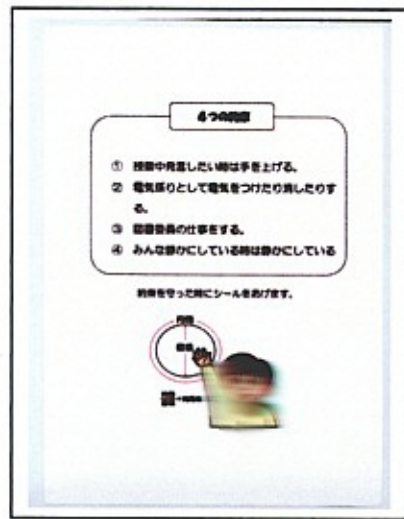 4つの約束
① 授業中発言したい時は手を上げる。
② 電気係りとして電気をつけたり消したりす
る。
③ 図書委員の仕事をする。
④ みんな静かにしている時は静かにしている
約束を守った時にシールをあげます。
円周
直径